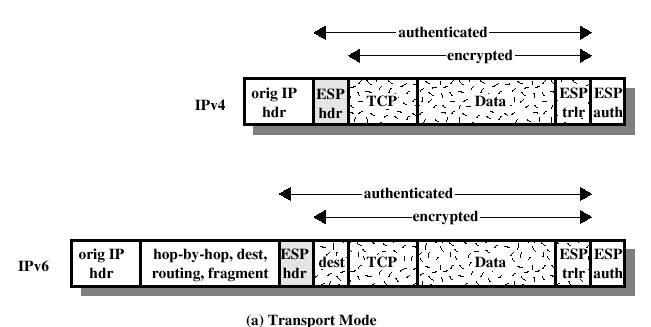 authenticated
encrypted
IPv4
orig IP
hdr
ESP
hdr
TCP
Data
ESP
trlr
ESP
auth
authenticated
encrypted
IPv6
orig IP
hdr
hop-by-hop, dest,
routing, fragment
ESP
hdr
dest
TCP
Data
ESP
trlr
ESP
auth
(a) Transport Mode